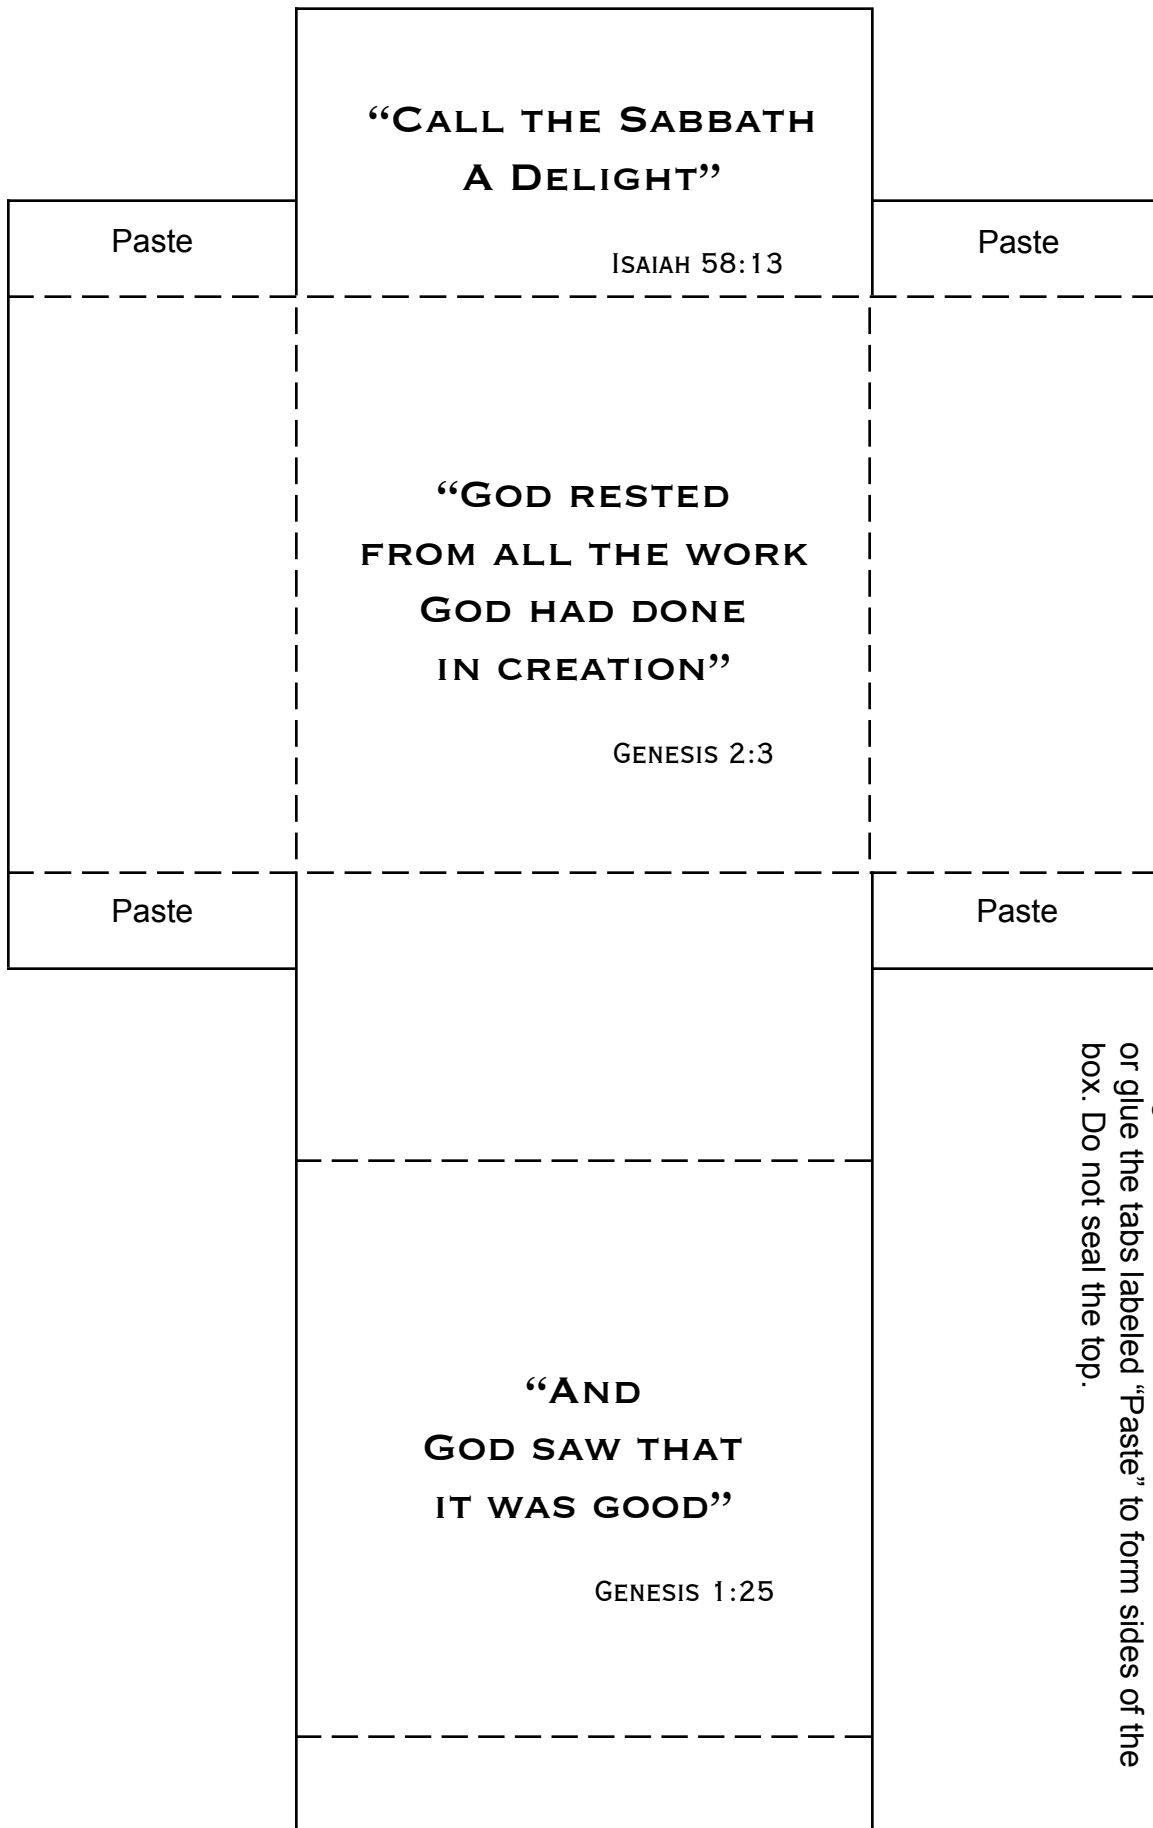 “Call the Sabbath
a Delight”
Isaiah 58:13
Paste
Paste
“God rested
from all the work
God had done
in creation”
Genesis 2:3
Paste
Paste
or glue the tabs labeled “Paste” to form sides of the
box. Do not seal the top.
“And
God saw that
it was good”
Genesis 1:25